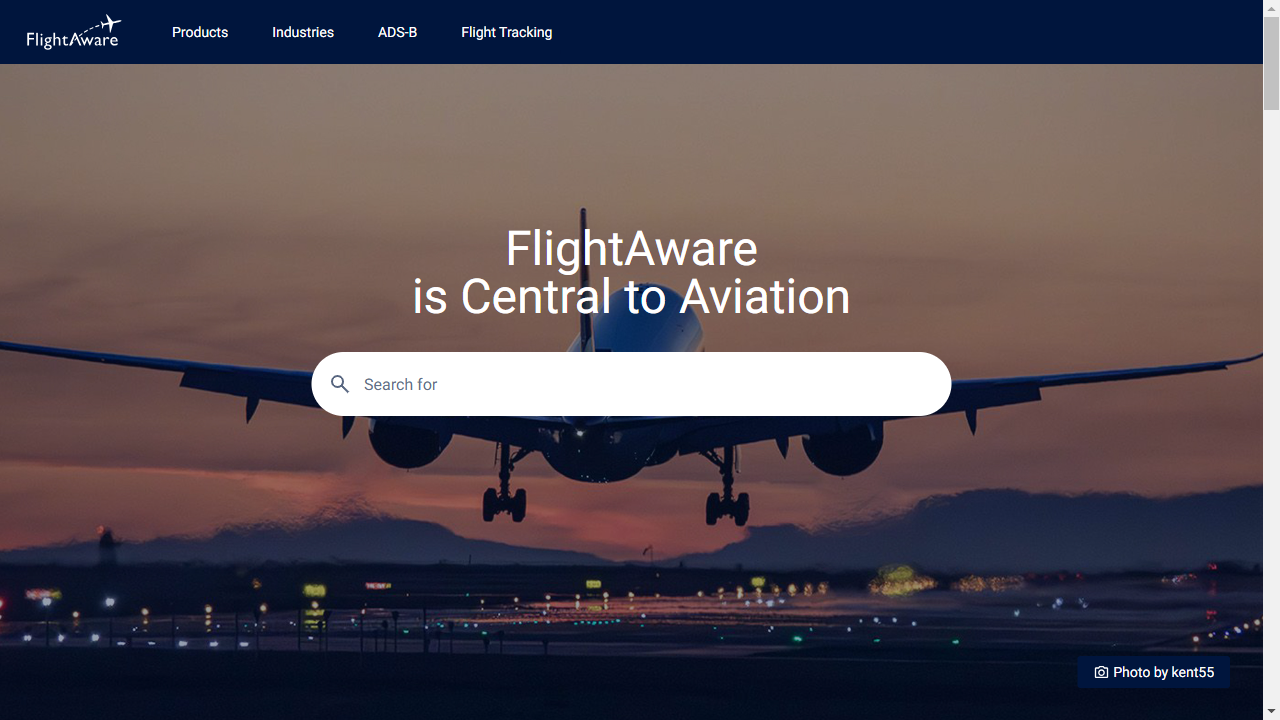 FlightAware
Products
Industries
ADS-B
Flight Tracking
FlightAware
is Central to Aviation
Search for
Photo by kent55